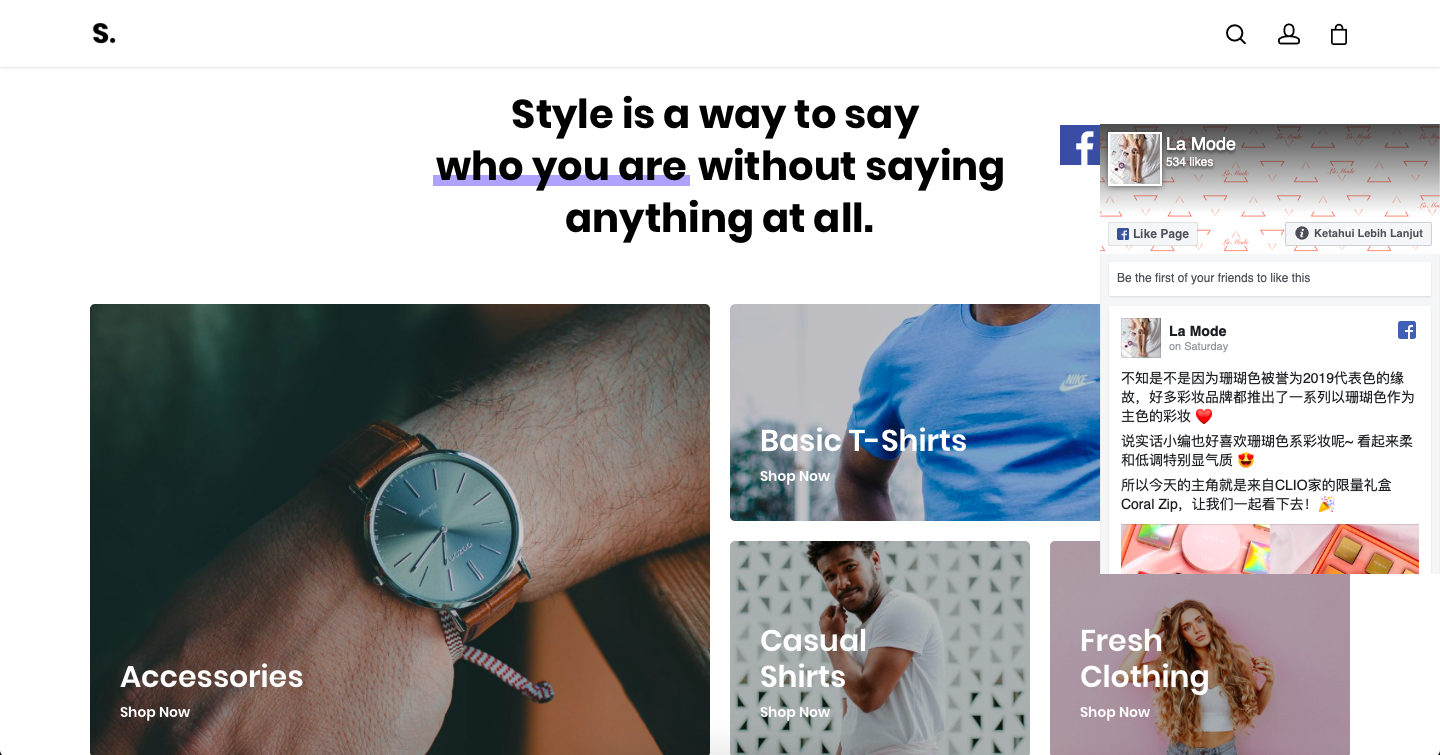 S.
Style is a way to say
who you are without saying
anything at all.
La Mode
534 likes
Like Page
Ketahui Lebih Lanjut
Be the first of your friends to like this
La Mode
on Saturday
不知是不是因为珊瑚色被誉为2019代表色的缘
故，好多彩妆品牌都推出了一系列以珊瑚色作为
主色的彩妆 ❤️
说实话小编也好喜欢珊瑚色系彩妆呢~ 看起来柔
和低调特别显气质 😍
所以今天的主角就是来自CLIO家的限量礼盒
Coral Zip，让我们一起看下去！🎉
NIKE
Basic T-Shirts
Shop Now
Accessories
Shop Now
Casual
Shirts
Shop Now
Fresh
Clothing
Shop Now